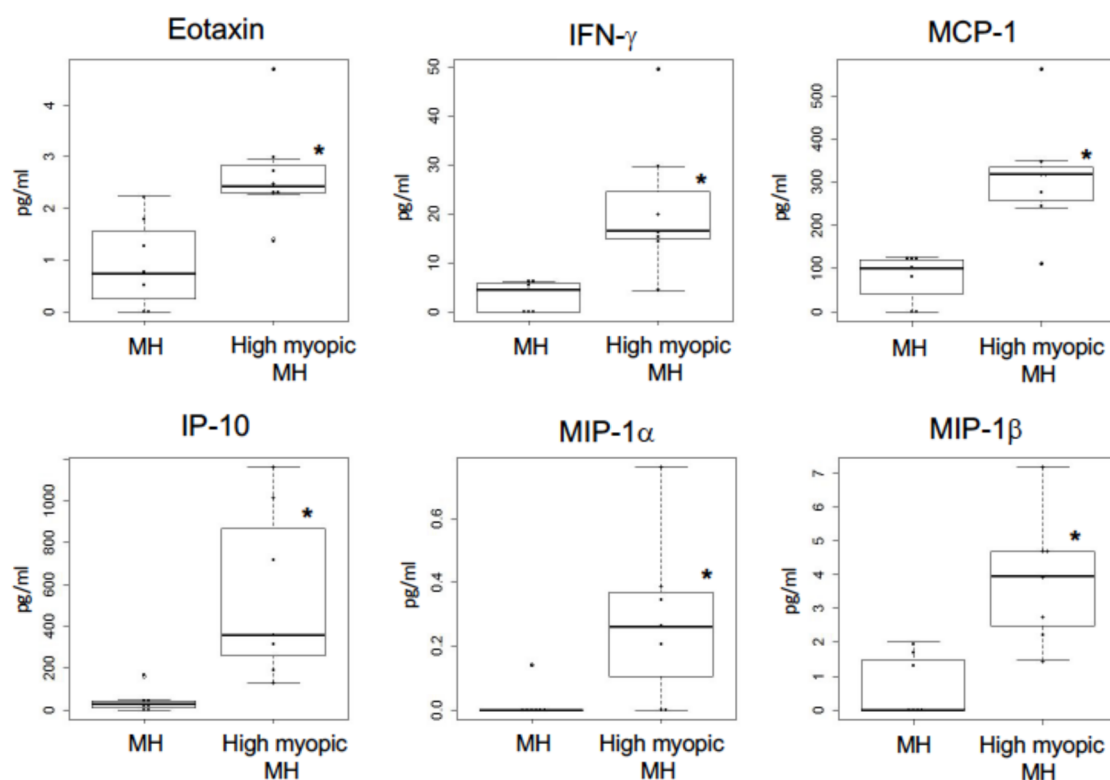 Eotaxin
IFN-γ
MCP-1
pg/ml
0
1
2
3
4
*
MH
High myopic
MH
pg/ml
0
10
20
30
40
50
*
MH
High myopic
MH
pg/ml
0
100
200
300
400
500
*
MH
High myopic
MH
IP-10
MIP-1α
MIP-1β
pg/ml
0
200
400
600
800
1000
*
MH
High myopic
MH
pg/ml
0.0
0.2
0.4
0.6
*
MH
High myopic
MH
pg/ml
0
1
2
3
4
5
6
7
*
MH
High myopic
MH